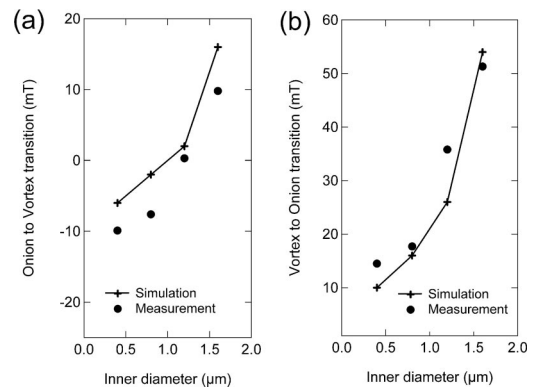 (a)
Onion to Vortex transition (mT)
20
10
0
-10
-20
Simulation
Measurement
0.0 0.5 1.0 1.5 2.0
Inner diameter (μm)
(b)
Vortex to Onion transition (mT)
60
50
40
30
20
10
Simulation
Measurement
0.0 0.5 1.0 1.5 2.0
Inner diameter (μm)